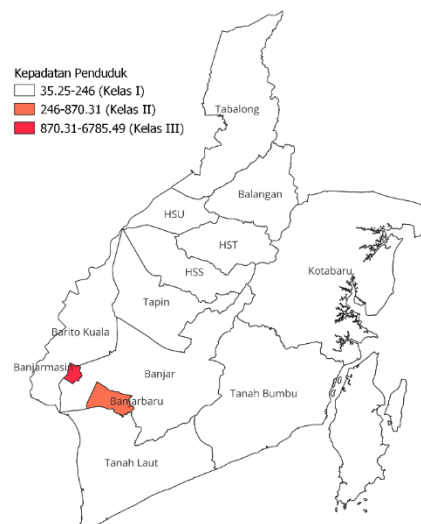 Kepadatan Penduduk
35.25-246 (Kelas I)
246-870.31 (Kelas II)
870.31-6785.49 (Kelas III)
Tabalong
Balangan
HSU
HST
HSS
Kotabaru
Tapin
Barito Kuala
Banjarmasin
Banjar
Tanah Bumbu
Banjarbaru
Tanah Laut